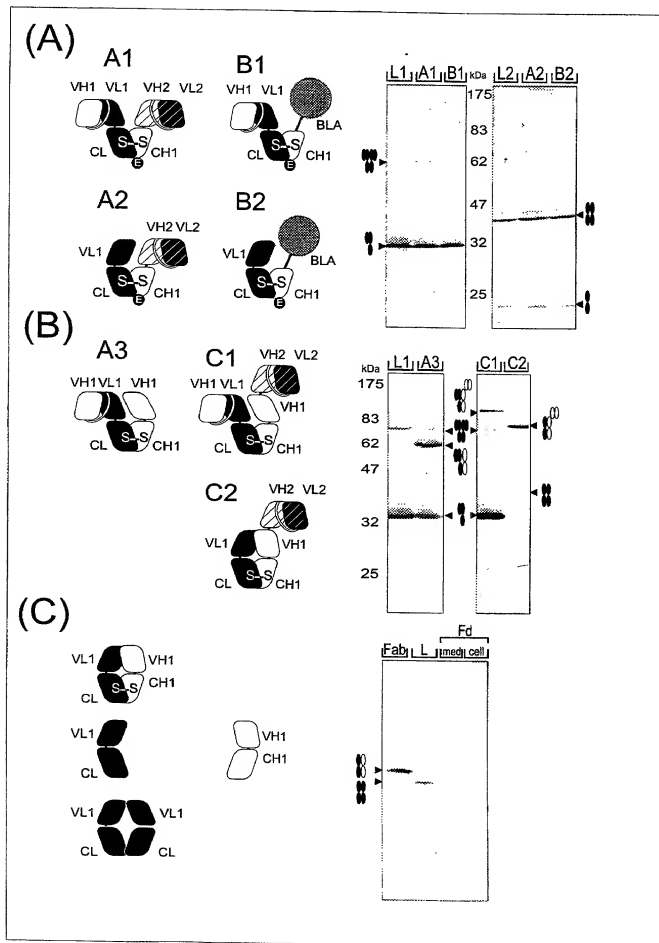 (A)
A1
VH1 VL1 VH2 VL2
CL S-S CH1
E
B1
VH1 VL1
BLA
CL S-S CH1
A2
VH2 VL2
VL1
CL S-S CH1
E
B2
VL1
BLA
CL S-S CH1
E
L1 A1 B1 kDa L2 A2 B2
175
83
62
47
32
25
(B)
A3
VH1 VL1 VH1
CL S-S CH1
C1
VH2 VL2
VH1 VL1
VH1
CL S-S CH1
C2
VH2 VL2
VL1 VH1
CL S-S CH1
kDa L1 A3 C1 C2
175
83
62
47
32
25
(C)
VL1 VH1
CL S-S CH1
VL1 VH1
CL CH1
VL1 VL1
CL CL
Fd
Fab L med cell